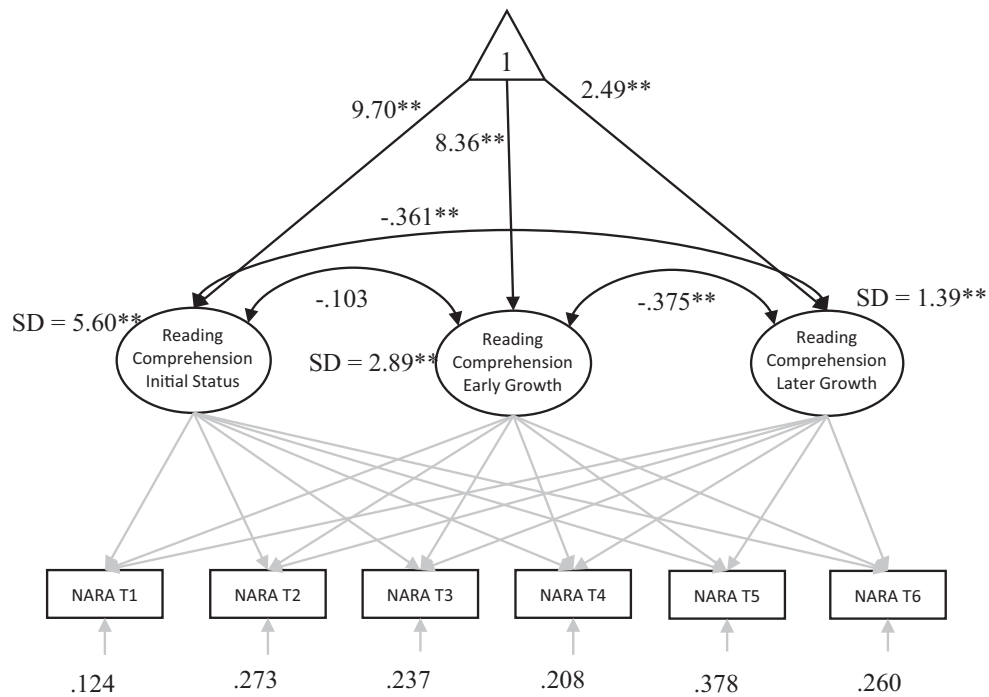 1
9.70**
2.49**
8.36**
-.361**
-.103
-.375**
SD = 5.60**
SD = 2.89**
SD = 1.39**
Reading
Comprehension
Initial Status
Reading
Comprehension
Early Growth
Reading
Comprehension
Later Growth
NARA T1
NARA T2
NARA T3
NARA T4
NARA T5
NARA T6
.124
.273
.237
.208
.378
.260